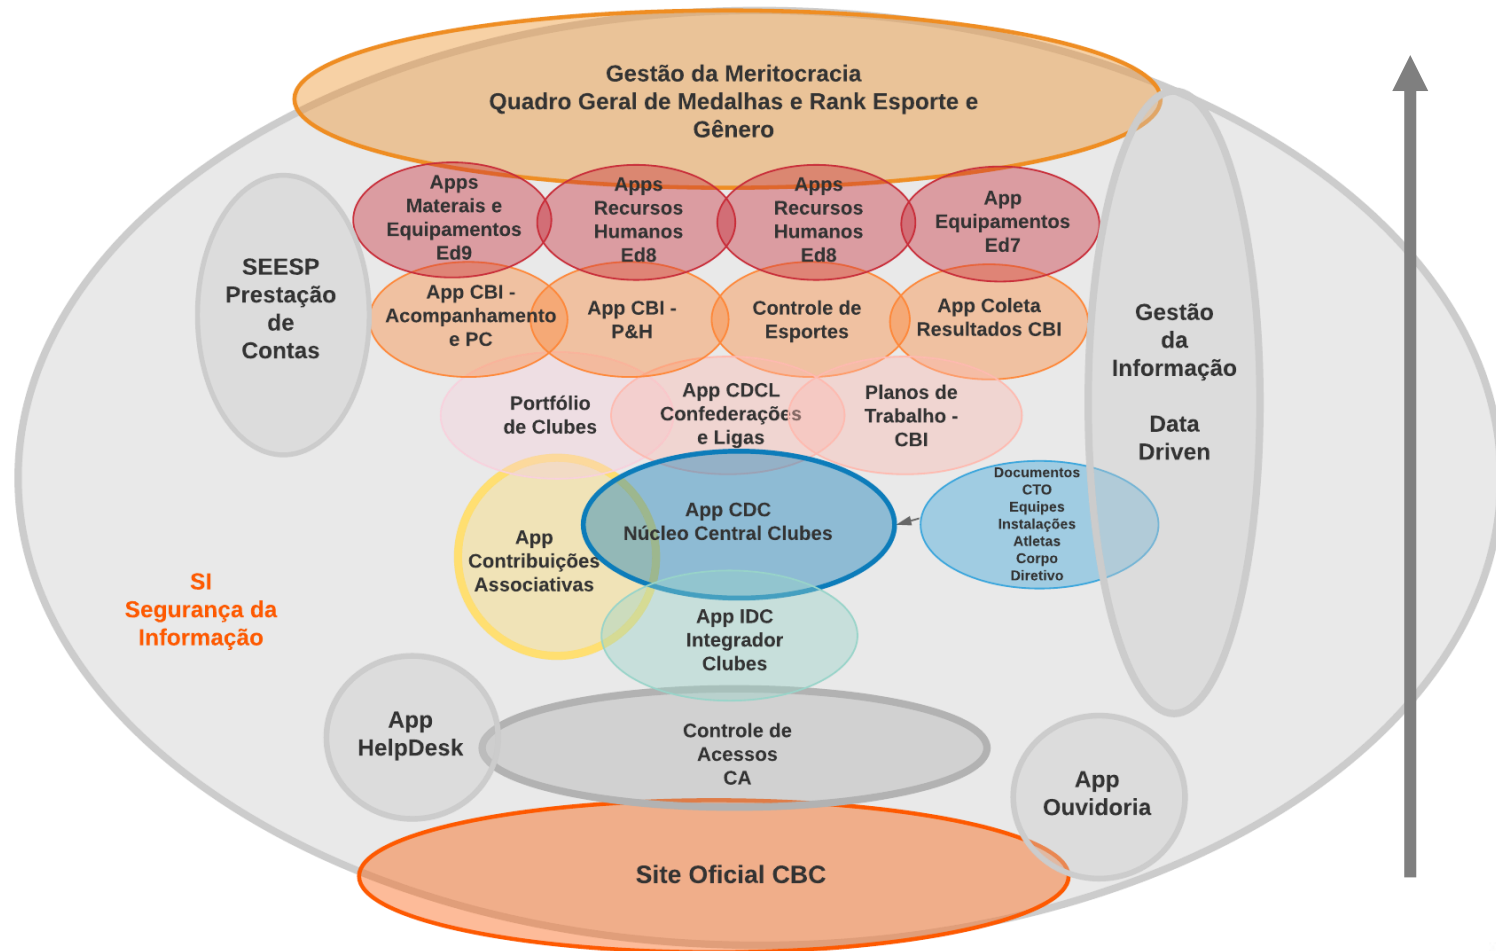 Gestão da Meritocracia
Quadro Geral de Medalhas e Rank Esporte e
Gênero
Apps
Materais e
Equipamentos
Ed9
Apps
Recursos
Humanos
Ed8
Apps
Recursos
Humanos
Ed8
App
Equipamentos
Ed7
SEESP
Prestação
de
Contas
App CBI -
Acompanhamento
e PC
App CBI -
P&H
Controle de
Esportes
App Coleta
Resultados CBI
Gestão
da
Informação
Data
Driven
Portfólio
de Clubes
App CDCL
Confederações
e Ligas
Planos de
Trabalho -
CBI
App CDC
Núcleo Central Clubes
Documentos
CTO
Equipes
Instalações
Atletas
Corpo
Diretivo
App
Contribuições
Associativas
SI
Segurança da
Informação
App IDC
Integrador
Clubes
App
HelpDesk
Controle de
Acessos
CA
App
Ouvidoria
Site Oficial CBC